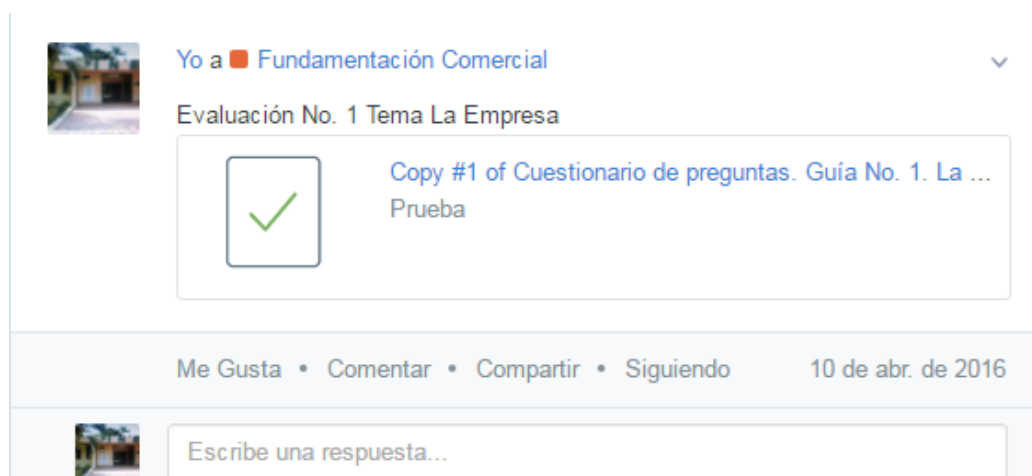 Yo a Fundamentación Comercial
Evaluación No. 1 Tema La Empresa
Copy #1 of Cuestionario de preguntas. Guía No. 1. La ...
Prueba
Me Gusta • Comentar • Compartir • Siguiendo 10 de abr. de 2016
Escribe una respuesta...